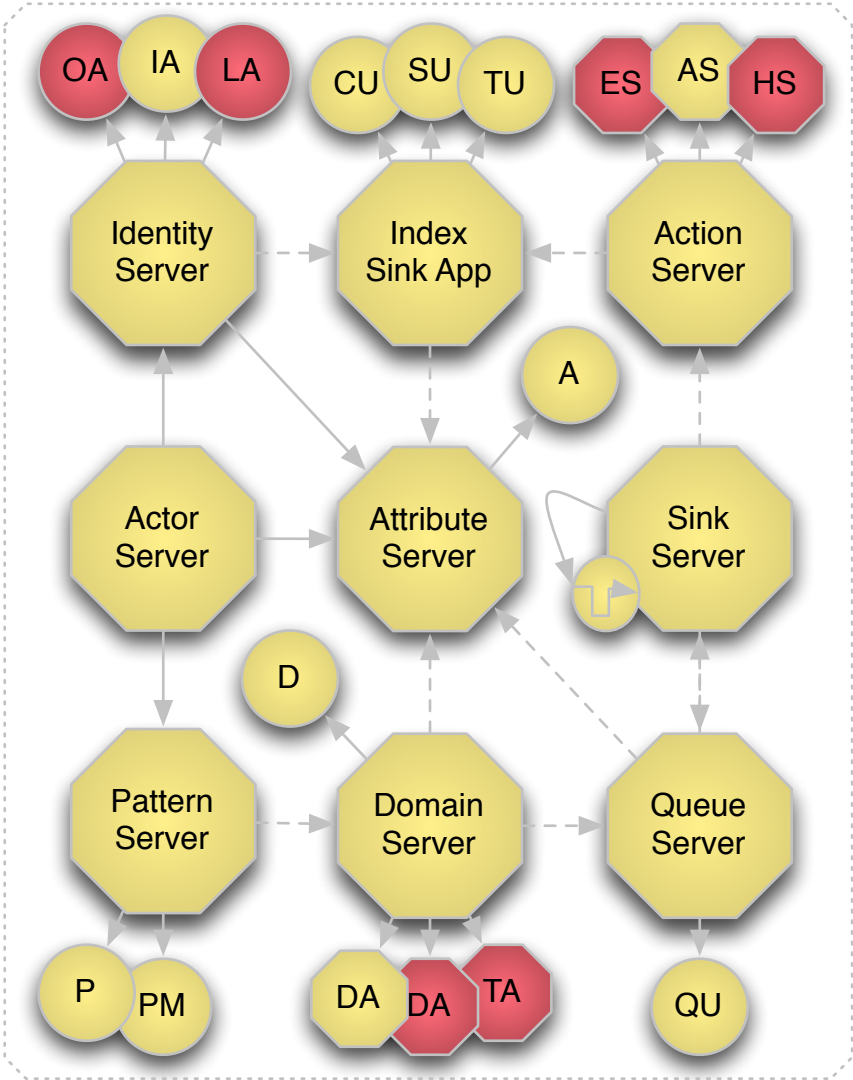 OA
IA
LA
CU
SU
TU
ES
AS
HS
Identity
Server
Index
Sink App
Action
Server
A
Actor
Server
Attribute
Server
Sink
Server
D
Pattern
Server
Domain
Server
Queue
Server
P
PM
DA
DA
TA
QU